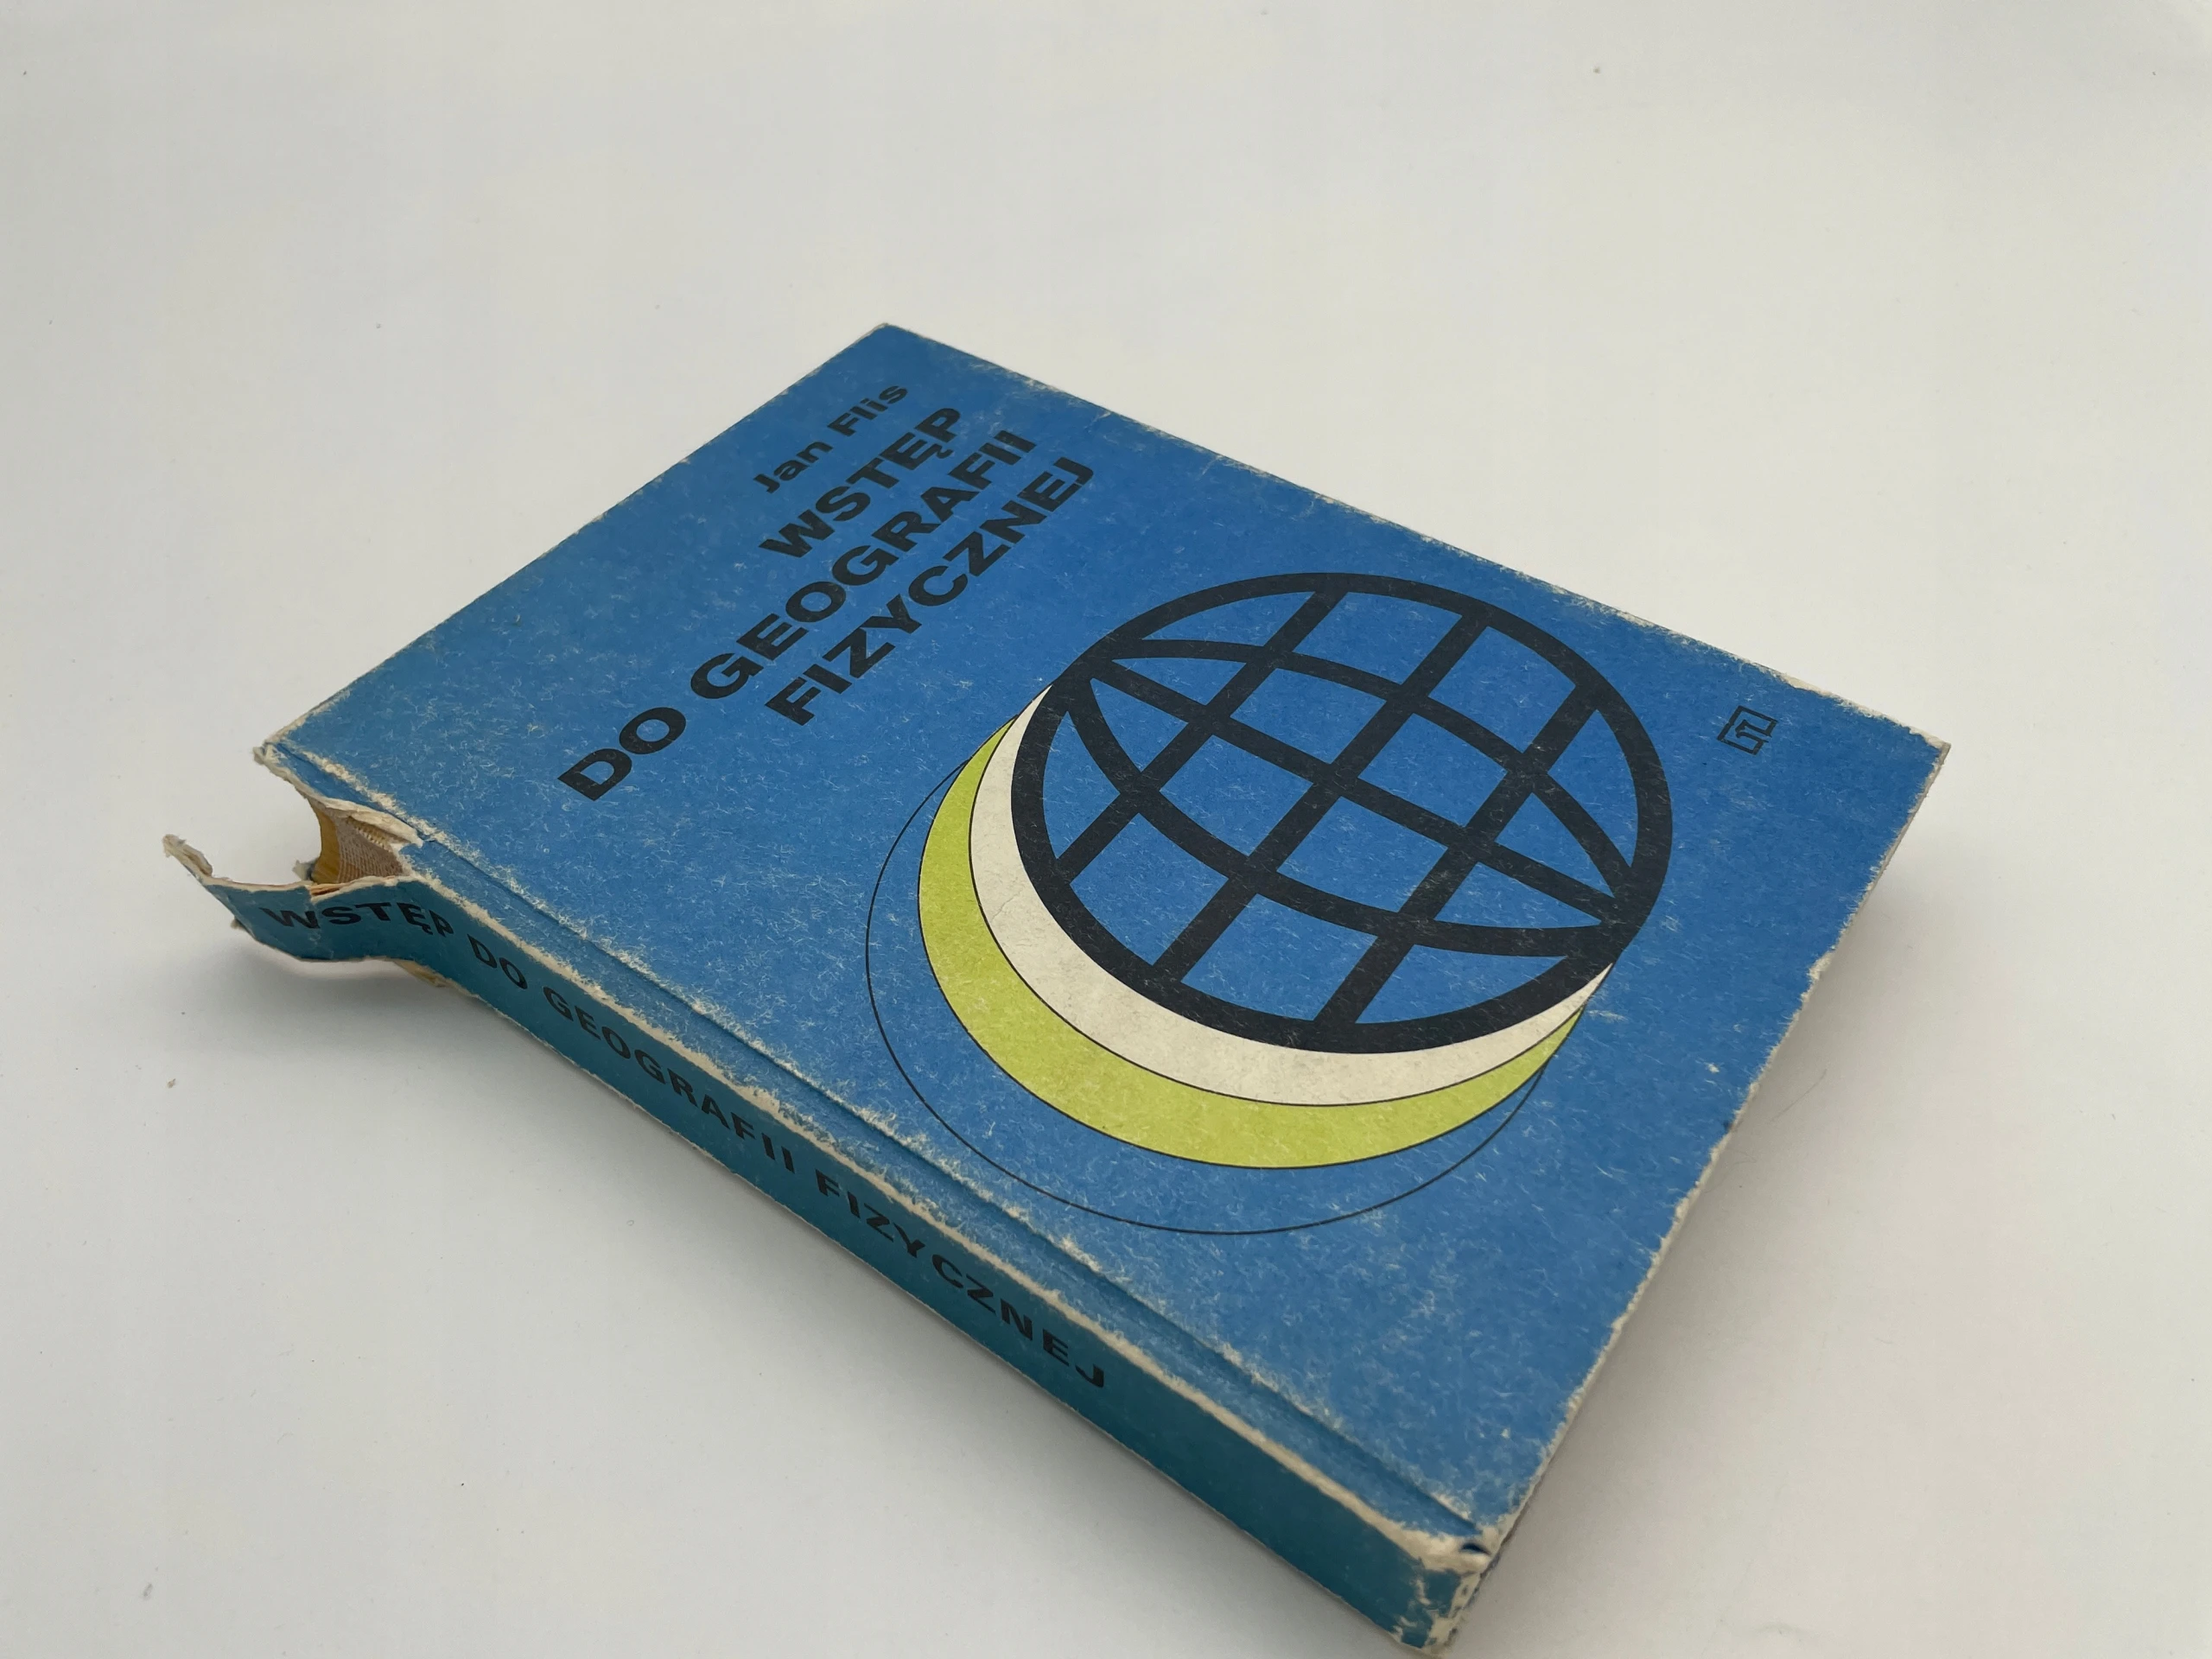 Jan Flis
WSTĘP
DO GEOGRAFII
FIZYCZNEJ
WSTĘP DO GEOGRAFII FIZYCZNEJ